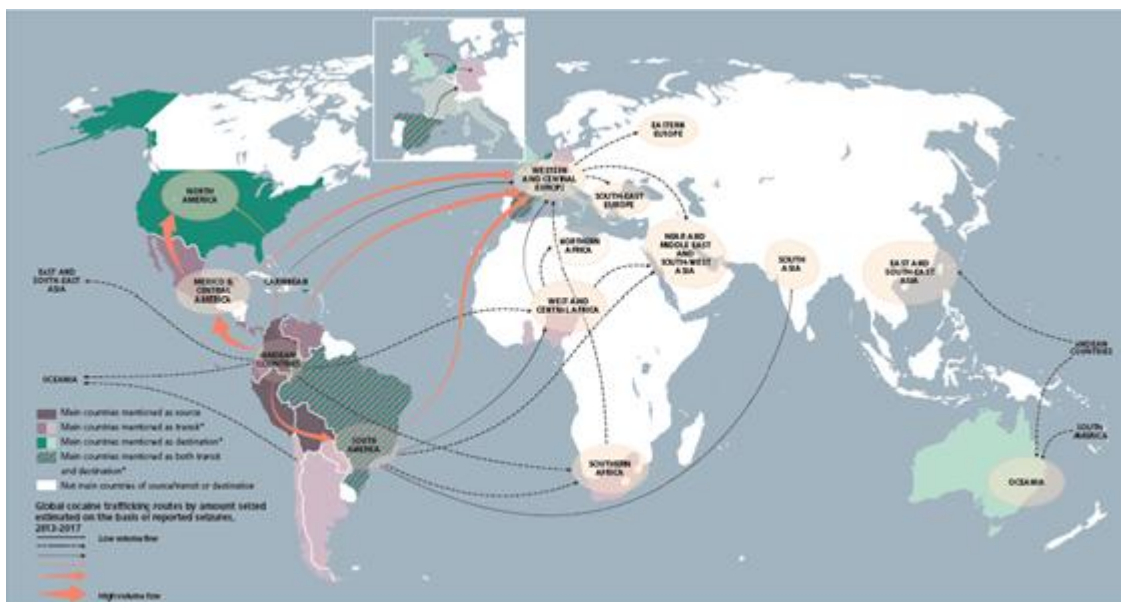 EASTERN
EUROPE
WESTERN
AND CENTRAL
EUROPE
NORTH
AMERICA
SOUTH-EAST
EUROPE
NEAR AND
MIDDLE EAST
AND
SOUTH-WEST
ASIA
NORTHERN
AFRICA
SOUTH
ASIA
EAST AND
SOUTH-EAST
ASIA
EAST AND
SOUTH-EAST
ASIA
MEXICO &
CENTRAL
AMERICA
CARIBBEAN
WEST AND
CENTRAL AFRICA
ANDEAN
COUNTRIES
ANDEAN
COUNTRIES
OCEANIA
SOUTH
AMERICA
SOUTH
AMERICA
SOUTHERN
AFRICA
OCEANIA
Main countries mentioned as source
Main countries mentioned as transit*
Main countries mentioned as destination*
Main countries mentioned as both transit
and destination*
Not main countries of source/transit or destination
Global cocaine trafficking routes by amount seized
estimated on the basis of reported seizures,
2013-2017
Low volume flow
High volume flow